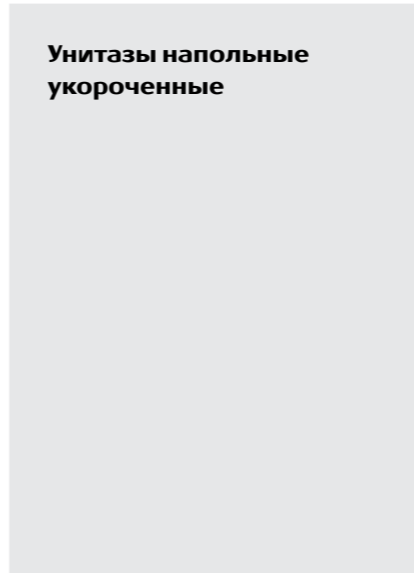 Унитазы напольные
укороченные